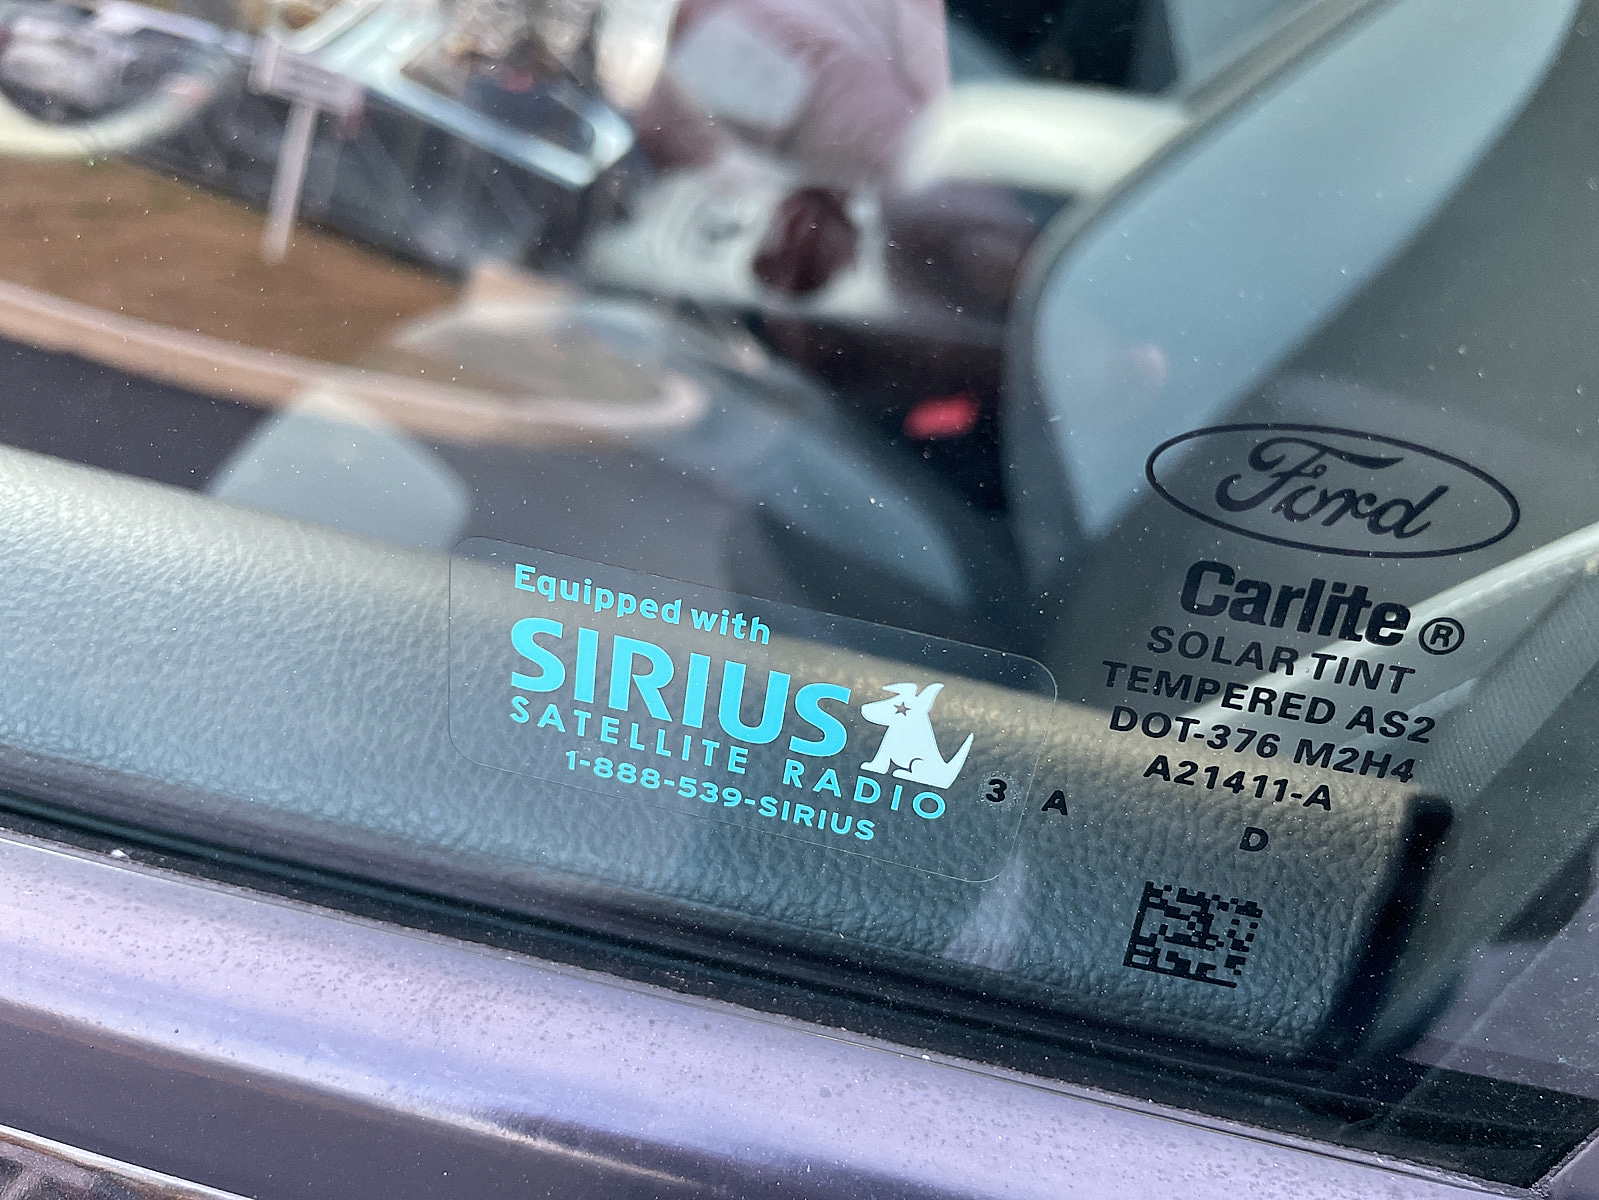 Equipped with
SIRIUS
SATELLITE RADIO
1-888-539-SIRIUS
Ford
Carlite®
SOLAR TINT
TEMPERED AS2
DOT-376 M2H4
A21411-A
3 A
D